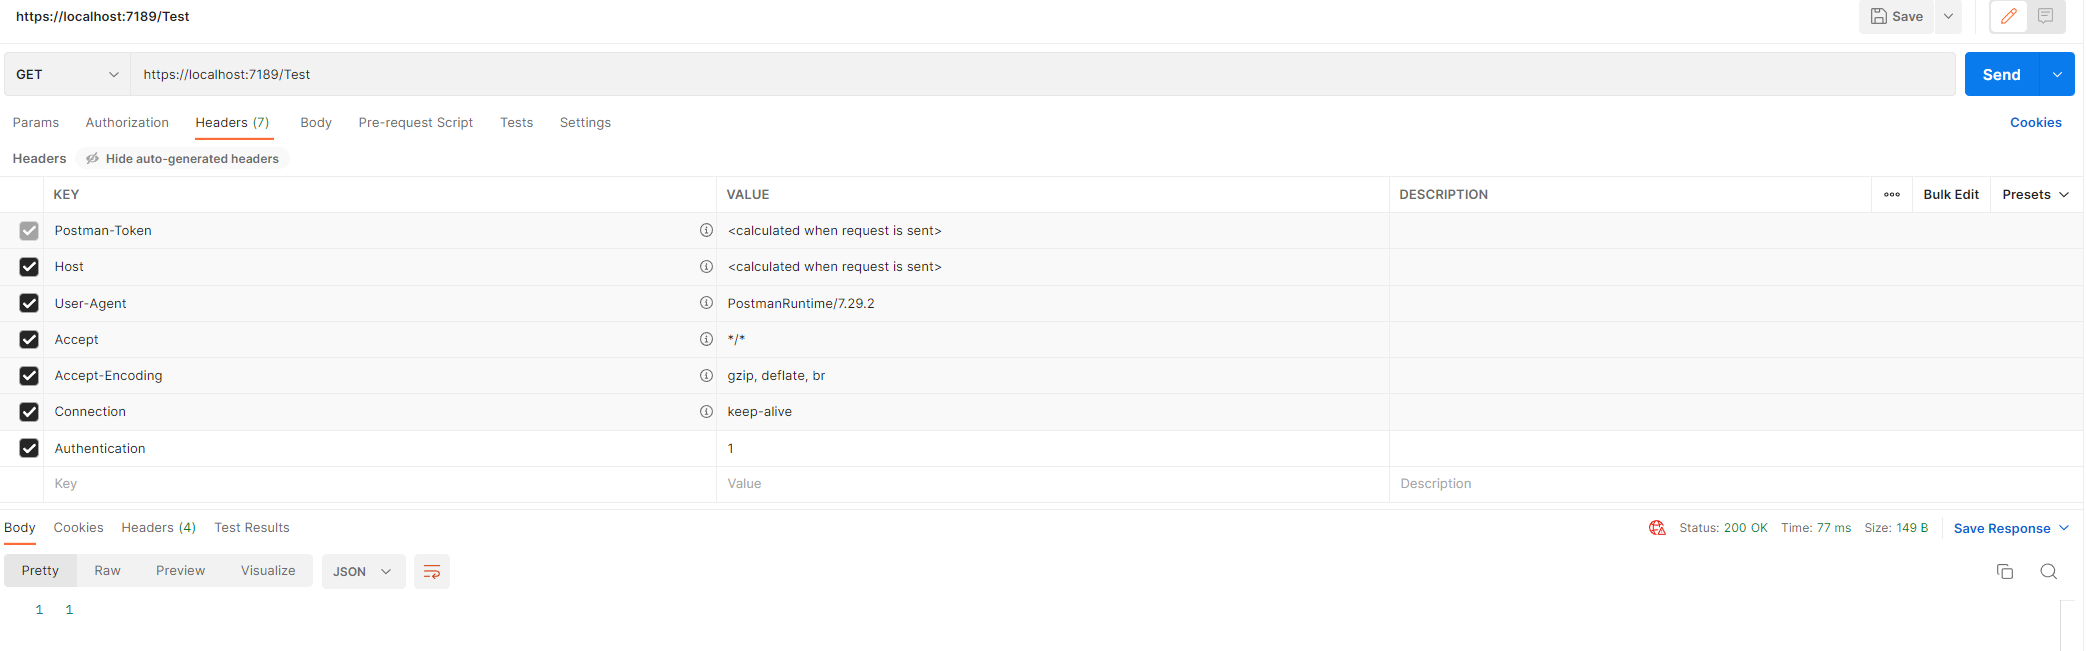 https://localhost:7189/Test
Save
GET
https://localhost:7189/Test
Send
Params Authorization Headers (7) Body Pre-request Script Tests Settings Cookies
Headers Hide auto-generated headers
KEY VALUE DESCRIPTION ooo Bulk Edit Presets
Postman-Token <calculated when request is sent>
Host <calculated when request is sent>
User-Agent PostmanRuntime/7.29.2
Accept */*
Accept-Encoding gzip, deflate, br
Connection keep-alive
Authentication 1
Key Value Description
Body Cookies Headers (4) Test Results Status: 200 OK Time: 77 ms Size: 149 B Save Response
Pretty Raw Preview Visualize JSON
1 1